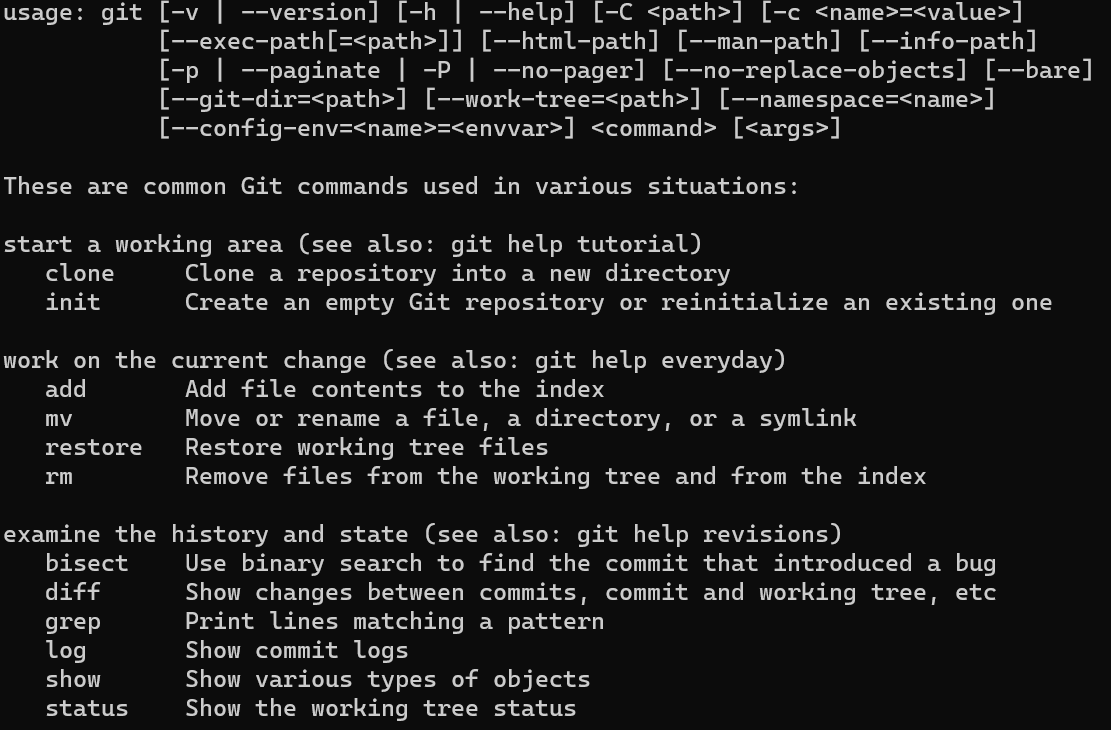 usage: git [-v | --version] [-h | --help] [-C <path>] [-c <name>=<value>]
           [--exec-path[=<path>]] [--html-path] [--man-path] [--info-path]
           [-p | --paginate | -P | --no-pager] [--no-replace-objects] [--bare]
           [--git-dir=<path>] [--work-tree=<path>] [--namespace=<name>]
           [--config-env=<name>=<envvar>] <command> [<args>]

These are common Git commands used in various situations:

start a working area (see also: git help tutorial)
   clone     Clone a repository into a new directory
   init      Create an empty Git repository or reinitialize an existing one

work on the current change (see also: git help everyday)
   add       Add file contents to the index
   mv        Move or rename a file, a directory, or a symlink
   restore   Restore working tree files
   rm        Remove files from the working tree and from the index

examine the history and state (see also: git help revisions)
   bisect    Use binary search to find the commit that introduced a bug
   diff      Show changes between commits, commit and working tree, etc
   grep      Print lines matching a pattern
   log       Show commit logs
   show      Show various types of objects
   status    Show the working tree status